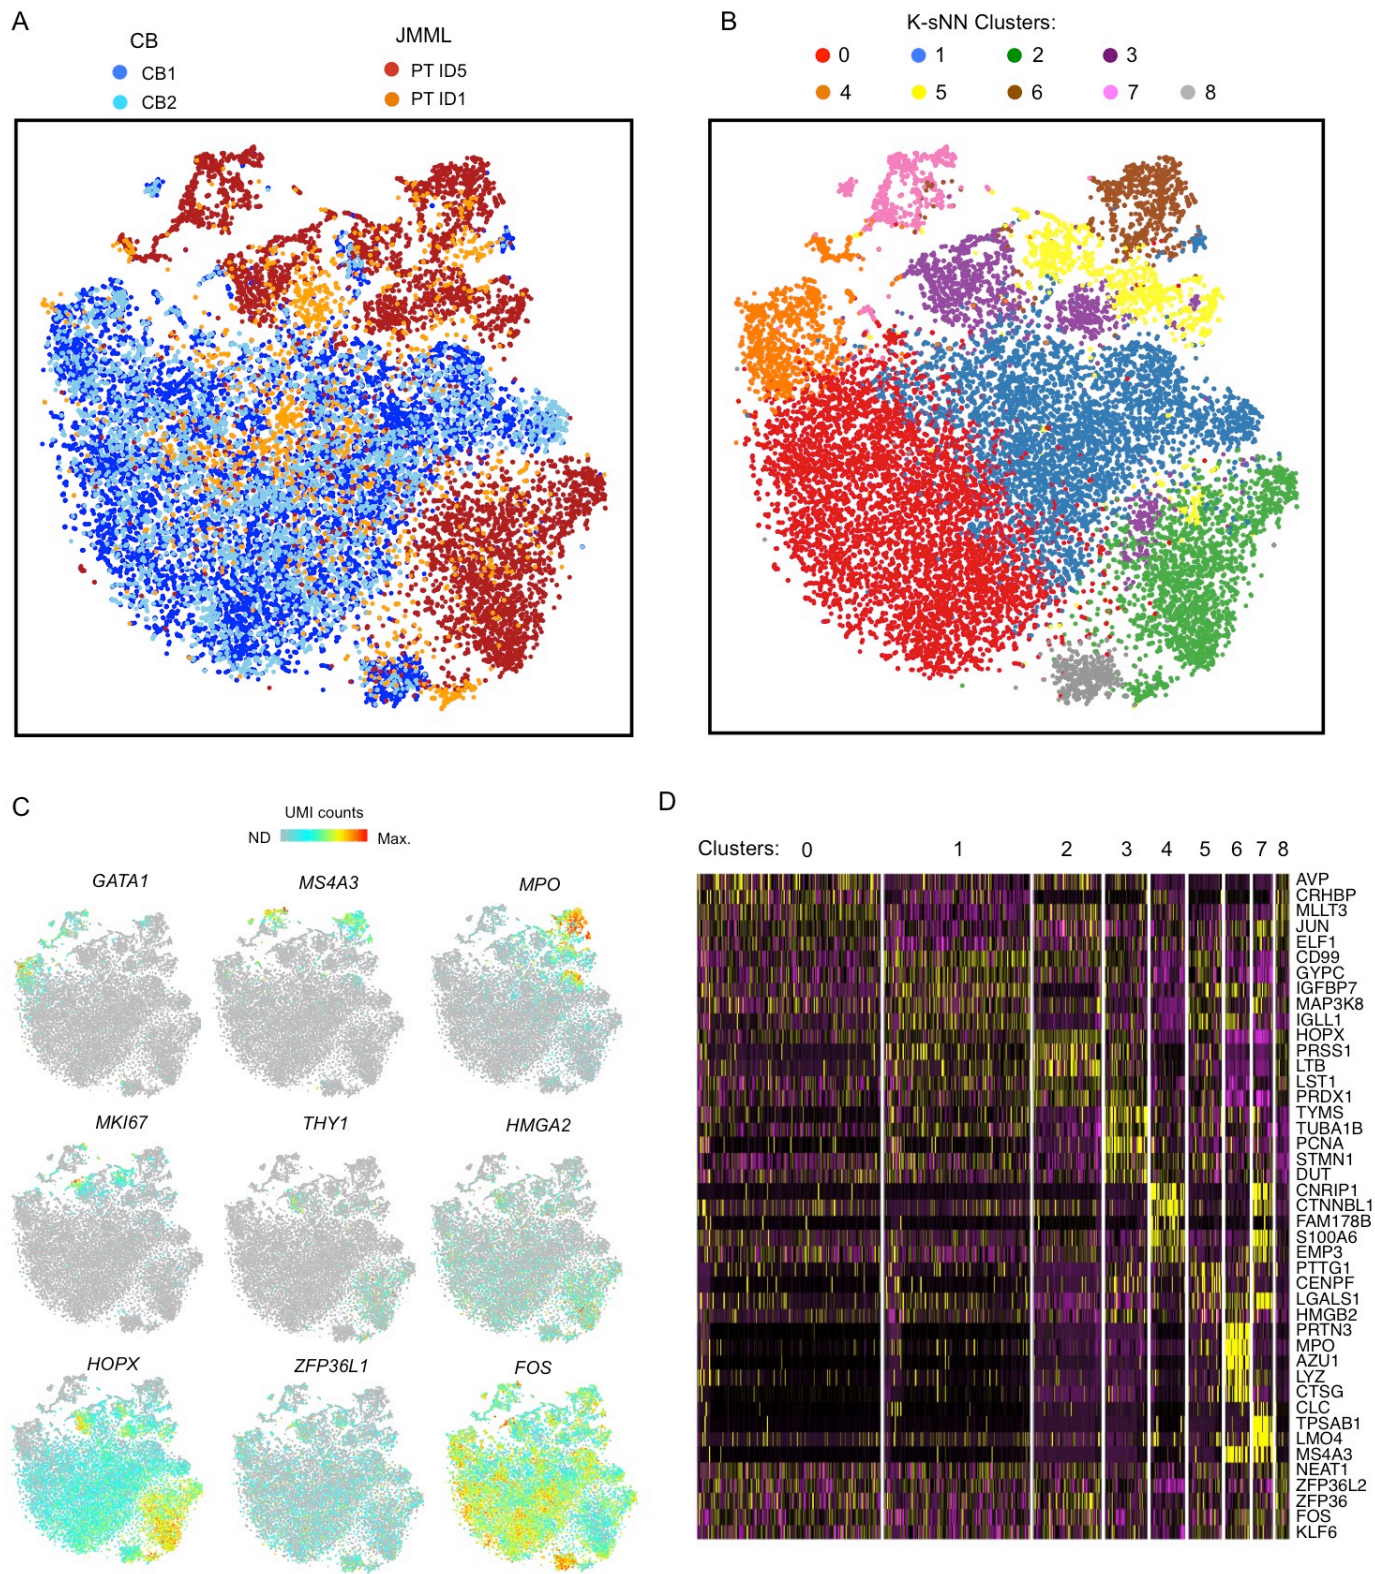 A
CB
CB1
CB2
JMML
PT ID5
PT ID1
B
K-sNN Clusters:
0 1 2 3
4 5 6 7 8
C
UMI counts
ND Max.
GATA1 MS4A3 MPO
MKI67 THY1 HMGA2
HOPX ZFP36L1 FOS
D
Clusters: 0 1 2 3 4 5 6 7 8
AVP
CRHBP
MLLT3
JUN
ELF1
CD99
GYPC
IGFBP7
MAP3K8
IGLL1
HOPX
PRSS1
LTB
LST1
PRDX1
TYMS
TUBA1B
PCNA
STMN1
DUT
CNRIP1
CTNNBL1
FAM178B
S100A6
EMP3
PTTG1
CENPF
LGALS1
HMGB2
PRTN3
MPO
AZU1
LYZ
CTSG
CLC
TPSAB1
LMO4
MS4A3
NEAT1
ZFP36L2
ZFP36
FOS
KLF6